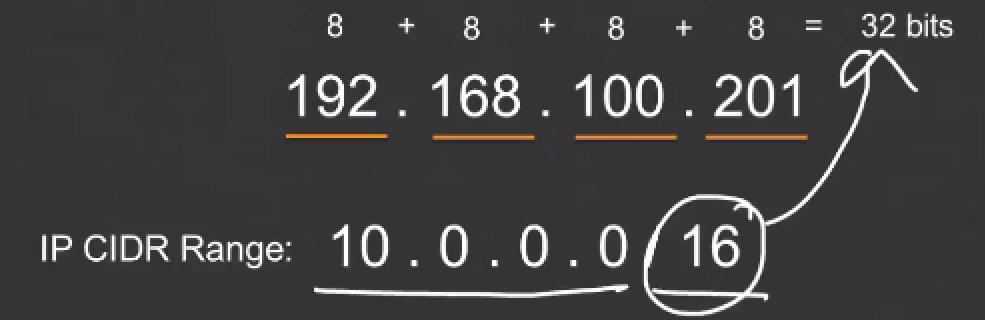 8 + 8 + 8 + 8 = 32 bits
192 . 168 . 100 . 201
IP CIDR Range: 10 . 0 . 0 . 0 / 16